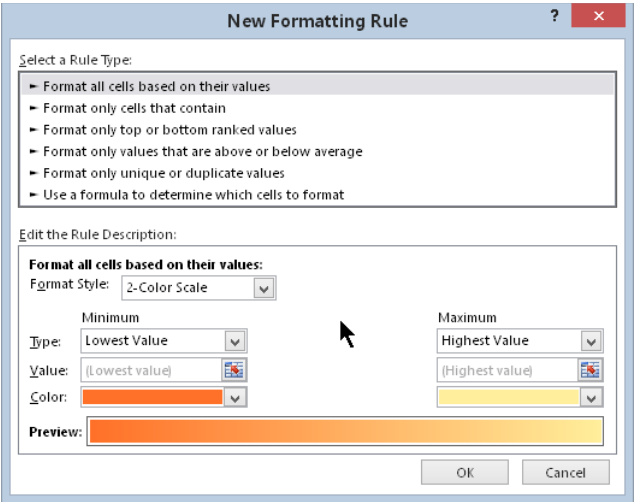 New Formatting Rule ? ×
Select a Rule Type:
► Format all cells based on their values
► Format only cells that contain
► Format only top or bottom ranked values
► Format only values that are above or below average
► Format only unique or duplicate values
► Use a formula to determine which cells to format
Edit the Rule Description:
Format all cells based on their values:
Format Style: 2-Color Scale
Minimum Maximum
Type: Lowest Value Highest Value
Value: (Lowest value) (Highest value)
Color:
Preview:
OK Cancel